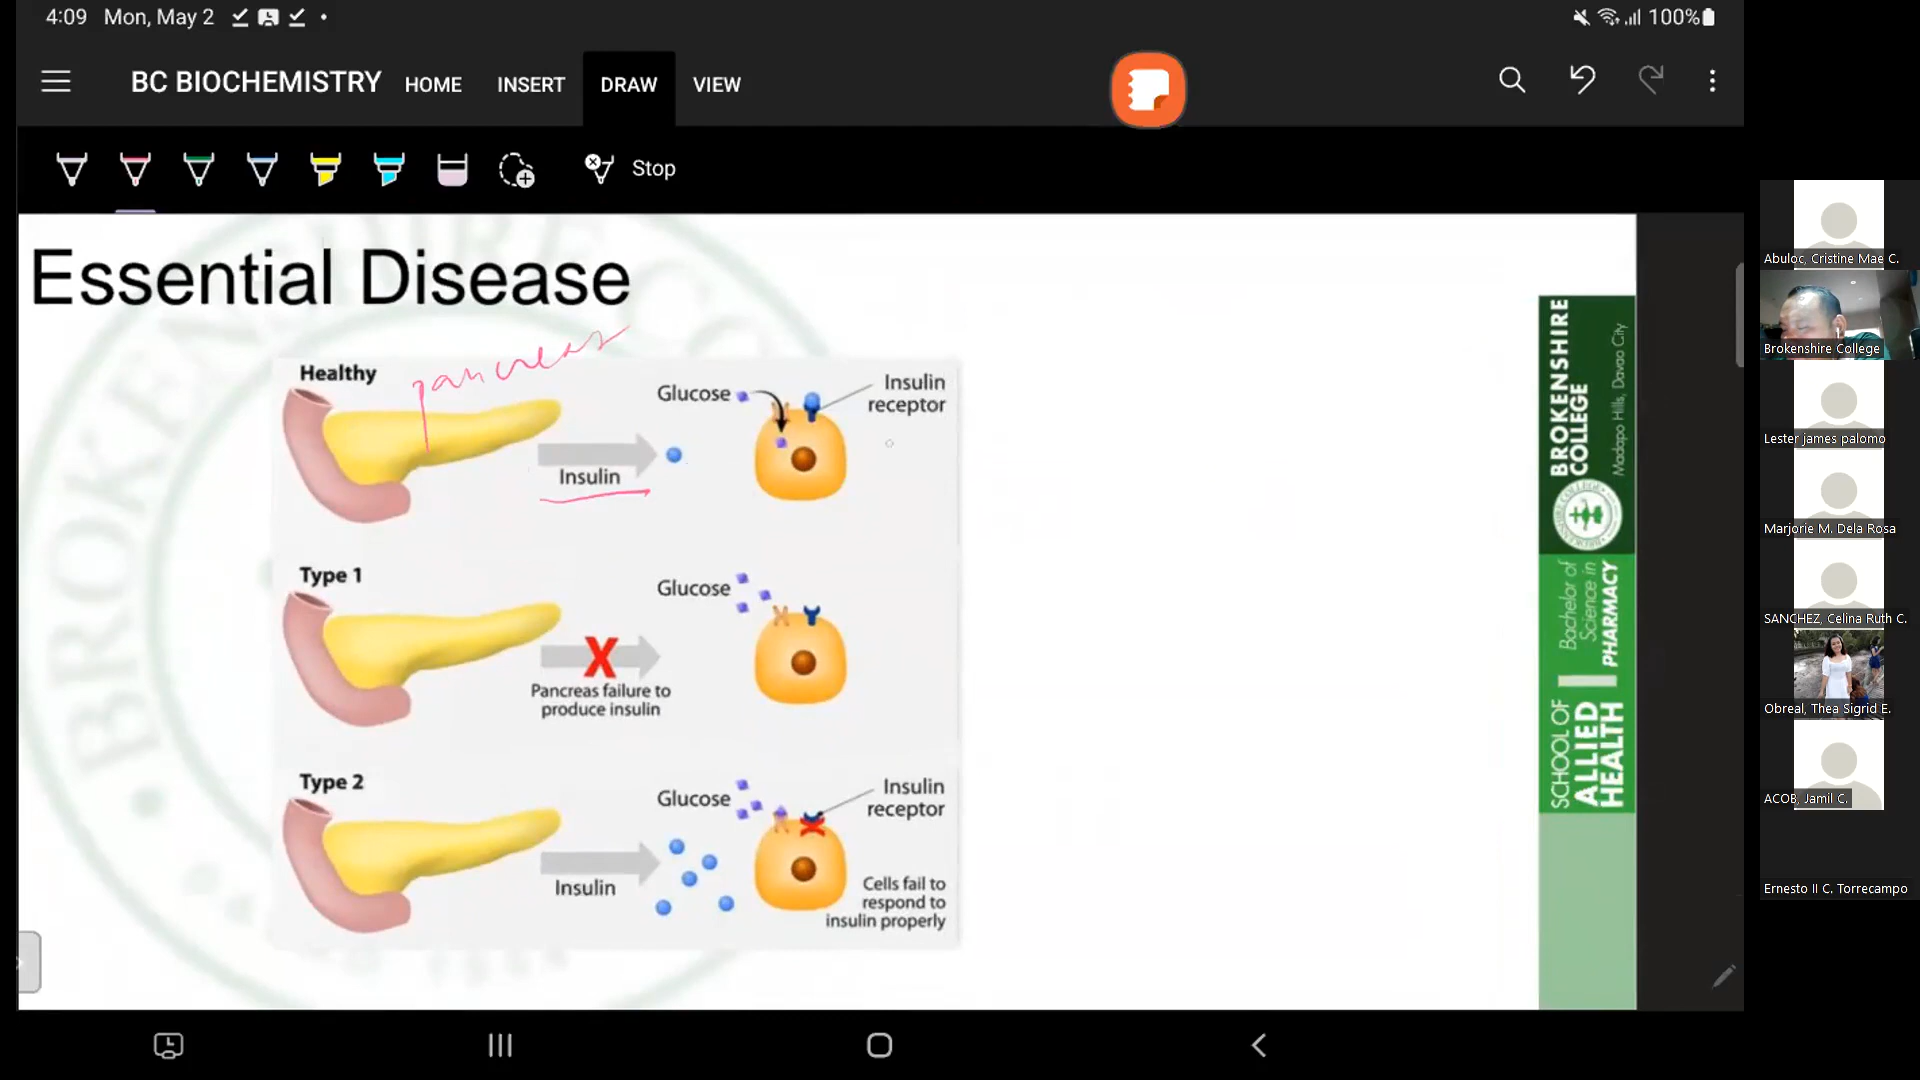 4:09 Mon, May 2
100%
BC BIOCHEMISTRY HOME INSERT DRAW VIEW
Stop
Essential Disease
pancreas
Healthy
Glucose
Insulin
receptor
Insulin
Type 1
Glucose
X
Pancreas failure to
produce insulin
Type 2
Glucose
Insulin
receptor
Insulin
Cells fail to
respond to
insulin properly
BROKENSHIRE
COLLEGE
Madapo Hills, Davao City
Bachelor of
Science in
PHARMACY
SCHOOL OF
ALLIED
HEALTH
BROKENSHIRE CO
Abuloc, Cristine Mae C.
Brokenshire College
Lester james palomo
Marjorie M. Dela Rosa
SANCHEZ, Celina Ruth C.
Obreal, Thea Sigrid E.
ACOB, Jamil C.
Ernesto II C. Torrecampo